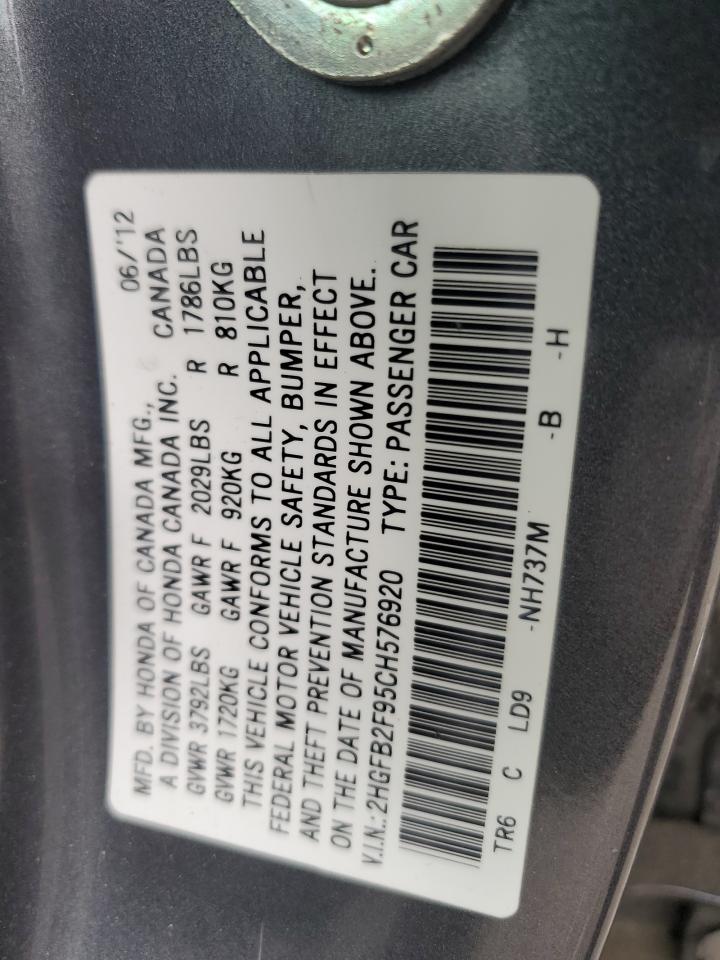 MFD. BY HONDA OF CANADA MFG., 06/'12
A DIVISION OF HONDA CANADA INC. CANADA
GVWR 3792LBS GAWR F 2029LBS R 1786LBS
GVWR 1720KG GAWR F 920KG R 810KG
THIS VEHICLE CONFORMS TO ALL APPLICABLE
FEDERAL MOTOR VEHICLE SAFETY, BUMPER,
AND THEFT PREVENTION STANDARDS IN EFFECT
ON THE DATE OF MANUFACTURE SHOWN ABOVE.
V.I.N.: 2HGFB2F95CH576920 TYPE: PASSENGER CAR
TR6 C LD9 -NH737M -B -H